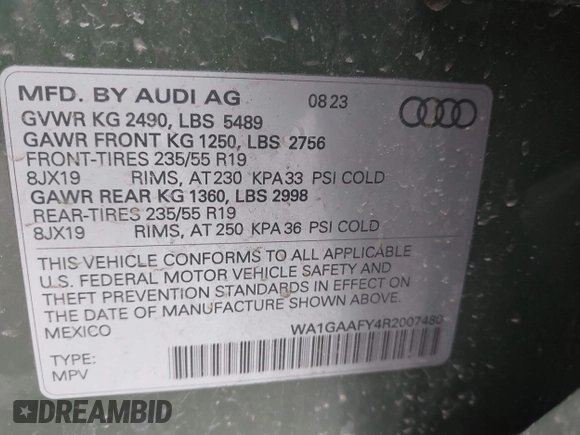 MFD. BY AUDI AG 08 23
GVWR KG 2490, LBS 5489
GAWR FRONT KG 1250, LBS 2756
FRONT-TIRES 235/55 R19
8JX19 RIMS, AT 230 KPA 33 PSI COLD
GAWR REAR KG 1360, LBS 2998
REAR-TIRES 235/55 R19
8JX19 RIMS, AT 250 KPA 36 PSI COLD
THIS VEHICLE CONFORMS TO ALL APPLICABLE
U.S. FEDERAL MOTOR VEHICLE SAFETY AND
THEFT PREVENTION STANDARDS IN EFFECT ON
THE DATE OF MANUFACTURE SHOWN ABOVE.
MEXICO WA1GAAFY4R2007480
TYPE:
MPV
DREAMBID